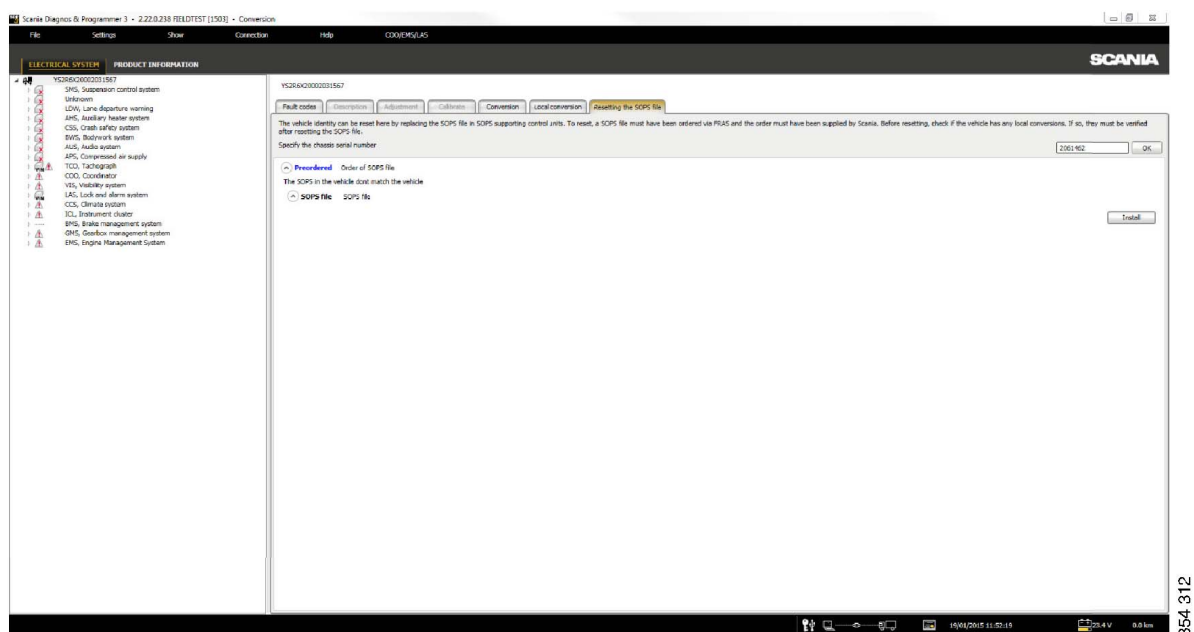 Scania Diagnos & Programmer 3 - 2.22.0.238 FIELDTEST [1503] - Conversion
File Settings Show Connection Help COO/EMS/LAS
ELECTRICAL SYSTEM PRODUCT INFORMATION
SCANIA
YS2R6X20002031567
SMS, Suspension control system
Unknown
LDW, Lane departure warning
AHS, Auxiliary heater system
CSS, Crash safety system
BWS, Bodywork system
AUS, Audio system
APS, Compressed air supply
TCO, Tachograph
COO, Coordinator
VIS, Visibility system
LAS, Lock and alarm system
CCS, Climate system
ICL, Instrument cluster
BMS, Brake management system
GMS, Gearbox management system
EMS, Engine Management System
YS2R6X20002031567
Fault codes Description Adjustment Calibrate Conversion Local conversion Resetting the SOPS file
The vehicle identity can be reset here by replacing the SOPS file in SOPS supporting control units. To reset, a SOPS file must have been ordered via FRAS and the order must have been supplied by Scania. Before resetting, check if the vehicle has any local conversions. If so, they must be verified
after resetting the SOPS file.
Specify the chassis serial number
2061462 OK
Preordered Order of SOPS file
The SOPS in the vehicle dont match the vehicle
SOPS file SOPS file
Install
19/01/2015 11:52:19 23.4 V 0.0 km
354 312